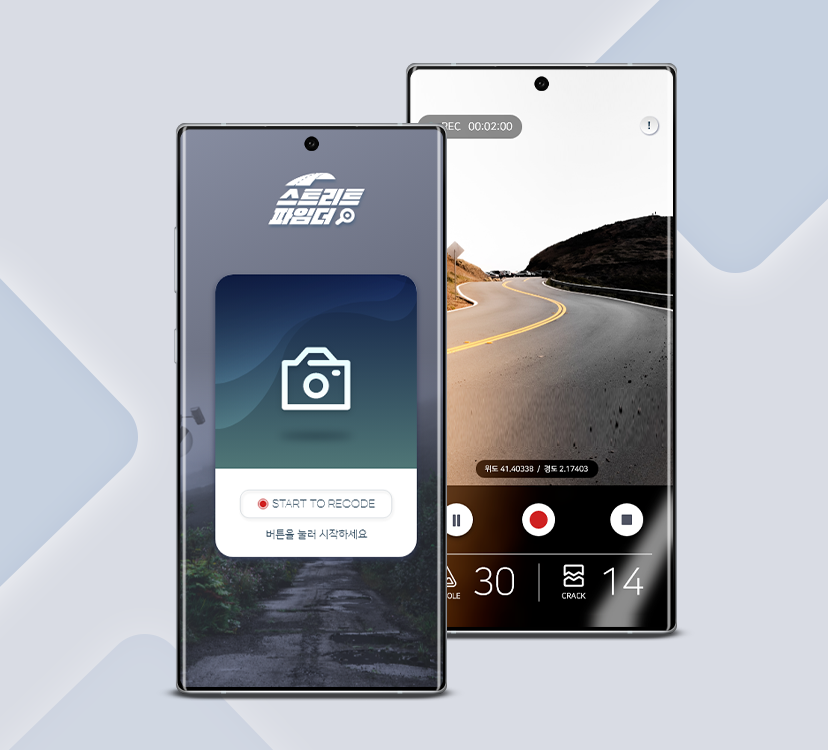 스트리트
파임더
START TO RECODE
버튼을 눌러 시작하세요
REC 00:02:00
!
위도 41.40338 / 경도 2.17403
OLE 30
CRACK 14